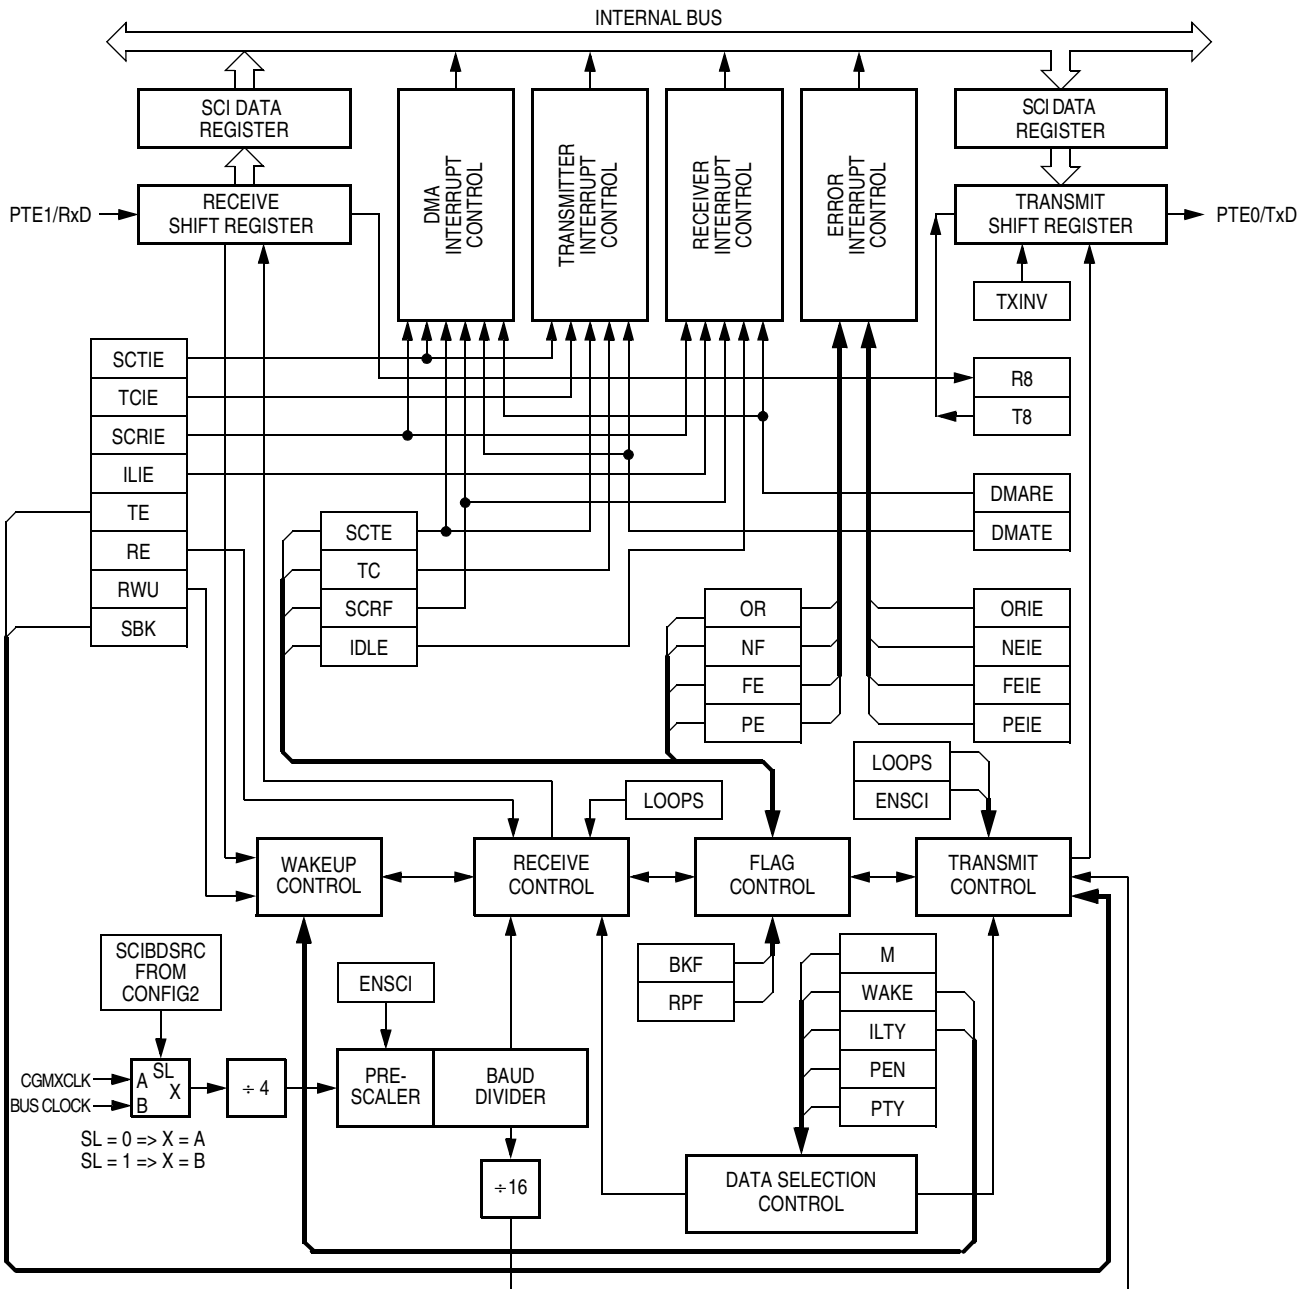 INTERNAL BUS
SCI DATA
REGISTER
DMA
INTERRUPT
CONTROL
TRANSMITTER
INTERRUPT
CONTROL
RECEIVER
INTERRUPT
CONTROL
ERROR
INTERRUPT
CONTROL
SCI DATA
REGISTER
PTE1/RxD
RECEIVE
SHIFT REGISTER
TRANSMIT
SHIFT REGISTER
PTE0/TxD
TXINV
SCTIE
TCIE
SCRIE
ILIE
TE
RE
RWU
SBK
R8
T8
DMARE
DMATE
SCTE
TC
SCRF
IDLE
OR
NF
FE
PE
ORIE
NEIE
FEIE
PEIE
LOOPS
LOOPS
ENSCI
WAKEUP
CONTROL
RECEIVE
CONTROL
FLAG
CONTROL
TRANSMIT
CONTROL
SCIBDSRC
FROM
CONFIG2
ENSCI
BKF
RPF
M
WAKE
ILTY
PEN
PTY
CGMXCLK
BUS CLOCK
A
SL
X
B
÷ 4
PRE-
SCALER
BAUD
DIVIDER
SL = 0 => X = A
SL = 1 => X = B
÷16
DATA SELECTION
CONTROL